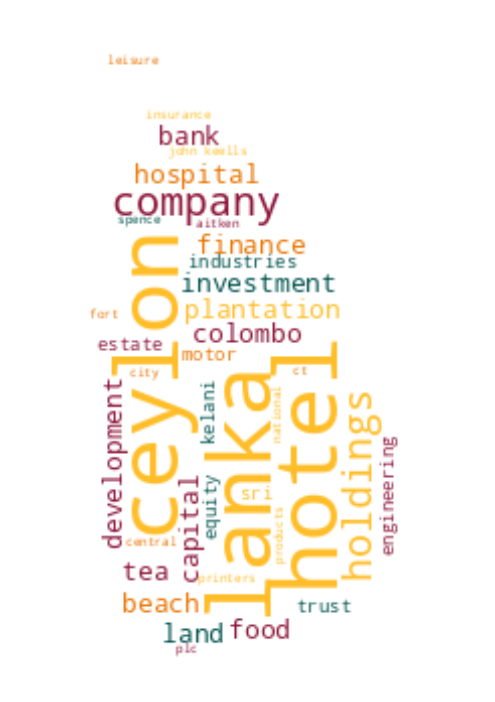 leisure
insurance
bank
john keells
hospital
company
spence
aitken
ceylon
finance
industries
investment
plantation
fort
colombo
estate
motor
hotel
city
ct
lanka
development
kelani
national
holdings
engineering
capital
equity
sri
products
central
tea
printers
beach
trust
land
food
plc